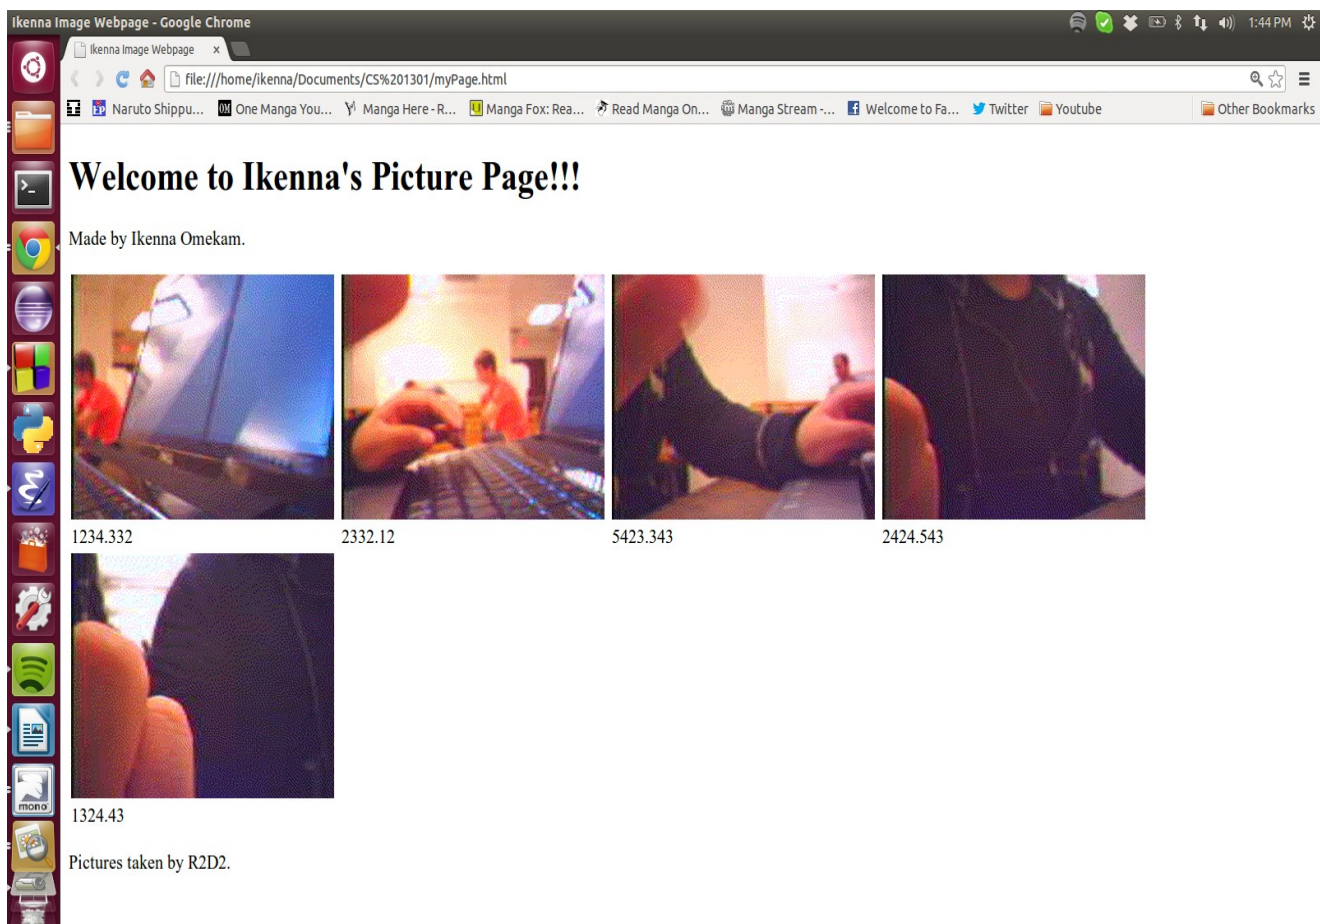 Ikenna Image Webpage - Google Chrome
1:44 PM
Ikenna Image Webpage x
file:///home/ikenna/Documents/CS%201301/myPage.html
Naruto Shippu... One Manga You... Manga Here - R... Manga Fox: Rea... Read Manga On... Manga Stream -... Welcome to Fa... Twitter Youtube Other Bookmarks
Welcome to Ikenna's Picture Page!!!
Made by Ikenna Omekam.
1234.332 2332.12 5423.343 2424.543
1324.43
mono
Pictures taken by R2D2.